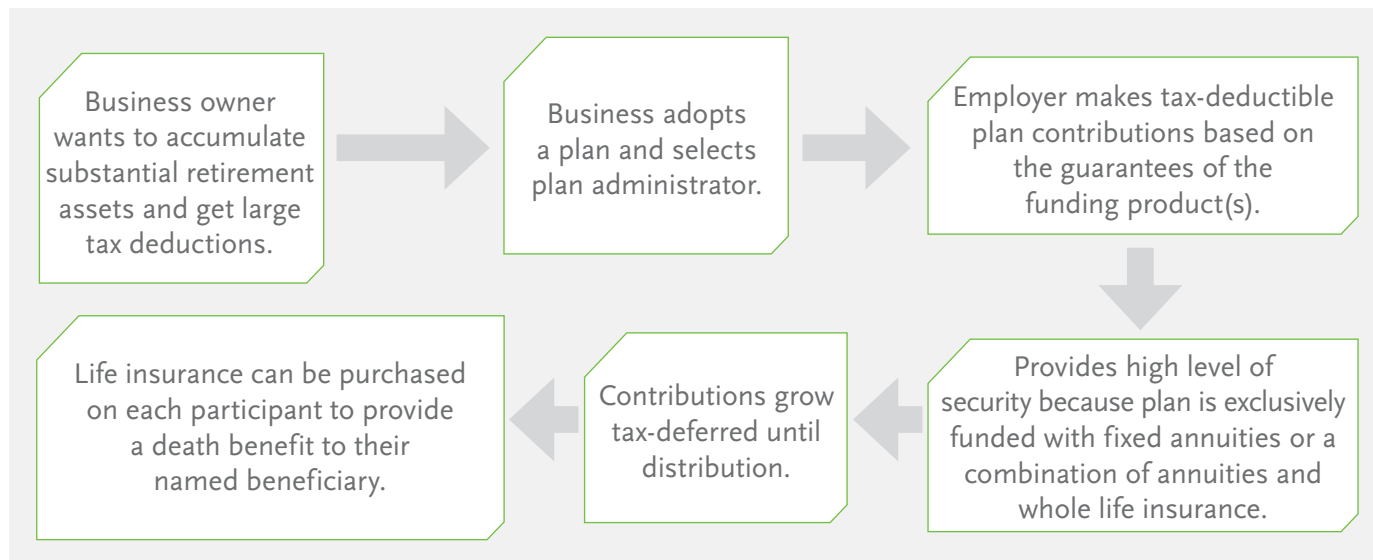 Business owner
wants to accumulate
substantial retirement
assets and get large
tax deductions.
Business adopts
a plan and selects
plan administrator.
Employer makes tax-deductible
plan contributions based on
the guarantees of the
funding product(s).
Provides high level of
security because plan is exclusively
funded with fixed annuities or a
combination of annuities and
whole life insurance.
Contributions grow
tax-deferred until
distribution.
Life insurance can be purchased
on each participant to provide
a death benefit to their
named beneficiary.